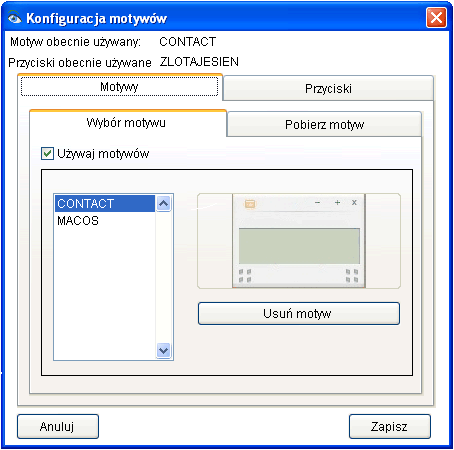 Konfiguracja motywów
Motyw obecnie używany: CONTACT
Przyciski obecnie używane ZLOTAJESIEN
Motywy Przyciski
Wybór motywu Pobierz motyw
Używaj motywów
CONTACT
MACOS
Usuń motyw
Anuluj Zapisz